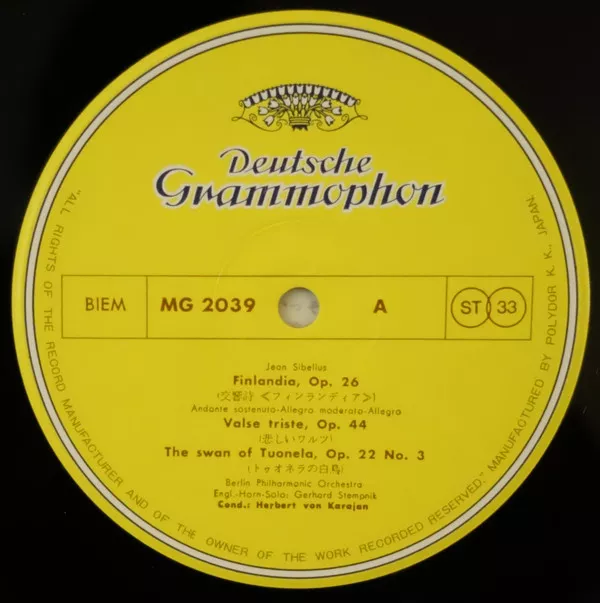 Deutsche
Grammophon
BIEM
MG 2039
A
ST 33
Jean Sibelius
Finlandia, Op. 26
(交響詩≪フィンランディア≫)
Andante sostenuto-Allegro moderato-Allegro
Valse triste, Op. 44
(悲しいワルツ)
The swan of Tuonela, Op. 22 No. 3
(トゥオネラの白鳥)
Berlin Philharmonic Orchestra
Engl.-Horn-Solo: Gerhard Stempnik
Cond.: Herbert von Karajan
"ALL RIGHTS OF THE RECORD MANUFACTURER AND OF THE OWNER OF THE WORK RECORDED RESERVED." MANUFACTURED BY POLYDOR K. K., JAPAN.